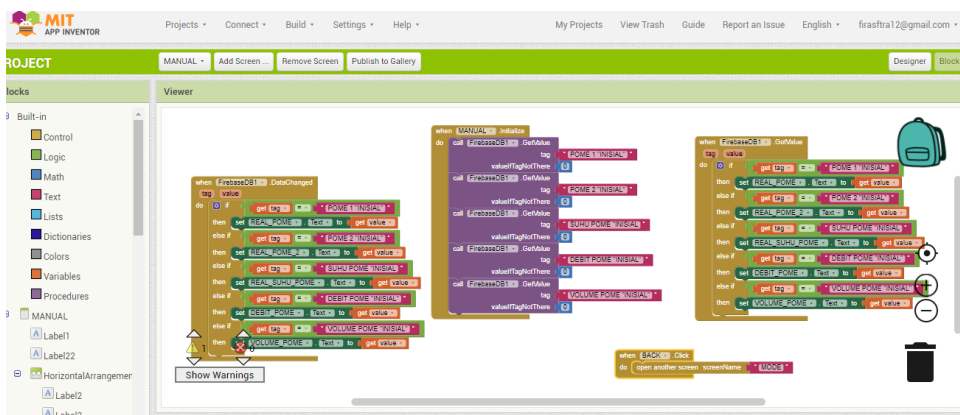 MIT
APP INVENTOR
Projects Connect Build Settings Help My Projects View Trash Guide Report an Issue English firasftra12@gmail.com
ROJECT MANUAL Add Screen ... Remove Screen Publish to Gallery Designer Block
locks Viewer
Built-in
Control
Logic
Math
Text
Lists
Dictionaries
Colors
Variables
Procedures
MANUAL
Label1
Label22
HorizontalArrangemer
Label2
when FirebaseDB1 .DataChanged
tag value
do if get tag = " POME 1 "INISIAL" "
then set REAL_POME . Text to get value
else if get tag = " POME 2 "INISIAL" "
then set REAL_POME_2 . Text to get value
else if get tag = " SUHU POME "INISIAL" "
then set REAL_SUHU_POME . Text to get value
else if get tag = " DEBIT POME "INISIAL" "
then set DEBIT_POME . Text to get value
else if get tag = " VOLUME POME "INISIAL" "
then set VOLUME_POME . Text to get value
1 0
Show Warnings
when MANUAL .Initialize
do call FirebaseDB1 .GetValue
tag " POME 1 "INISIAL" "
valueIfTagNotThere 0
call FirebaseDB1 .GetValue
tag " POME 2 "INISIAL" "
valueIfTagNotThere 0
call FirebaseDB1 .GetValue
tag " SUHU POME "INISIAL" "
valueIfTagNotThere 0
call FirebaseDB1 .GetValue
tag " DEBIT POME "INISIAL" "
valueIfTagNotThere 0
call FirebaseDB1 .GetValue
tag " VOLUME POME "INISIAL" "
valueIfTagNotThere 0
when FirebaseDB1 .GotValue
tag value
do if get tag = " POME 1 "INISIAL" "
then set REAL_POME . Text to get value
else if get tag = " POME 2 "INISIAL" "
then set REAL_POME_2 . Text to get value
else if get tag = " SUHU POME "INISIAL" "
then set REAL_SUHU_POME . Text to get value
else if get tag = " DEBIT POME "INISIAL" "
then set DEBIT_POME . Text to get value
else if get tag = " VOLUME POME "INISIAL" "
then set VOLUME_POME . Text to get value
when BACK .Click
do open another screen screenName " MODE "